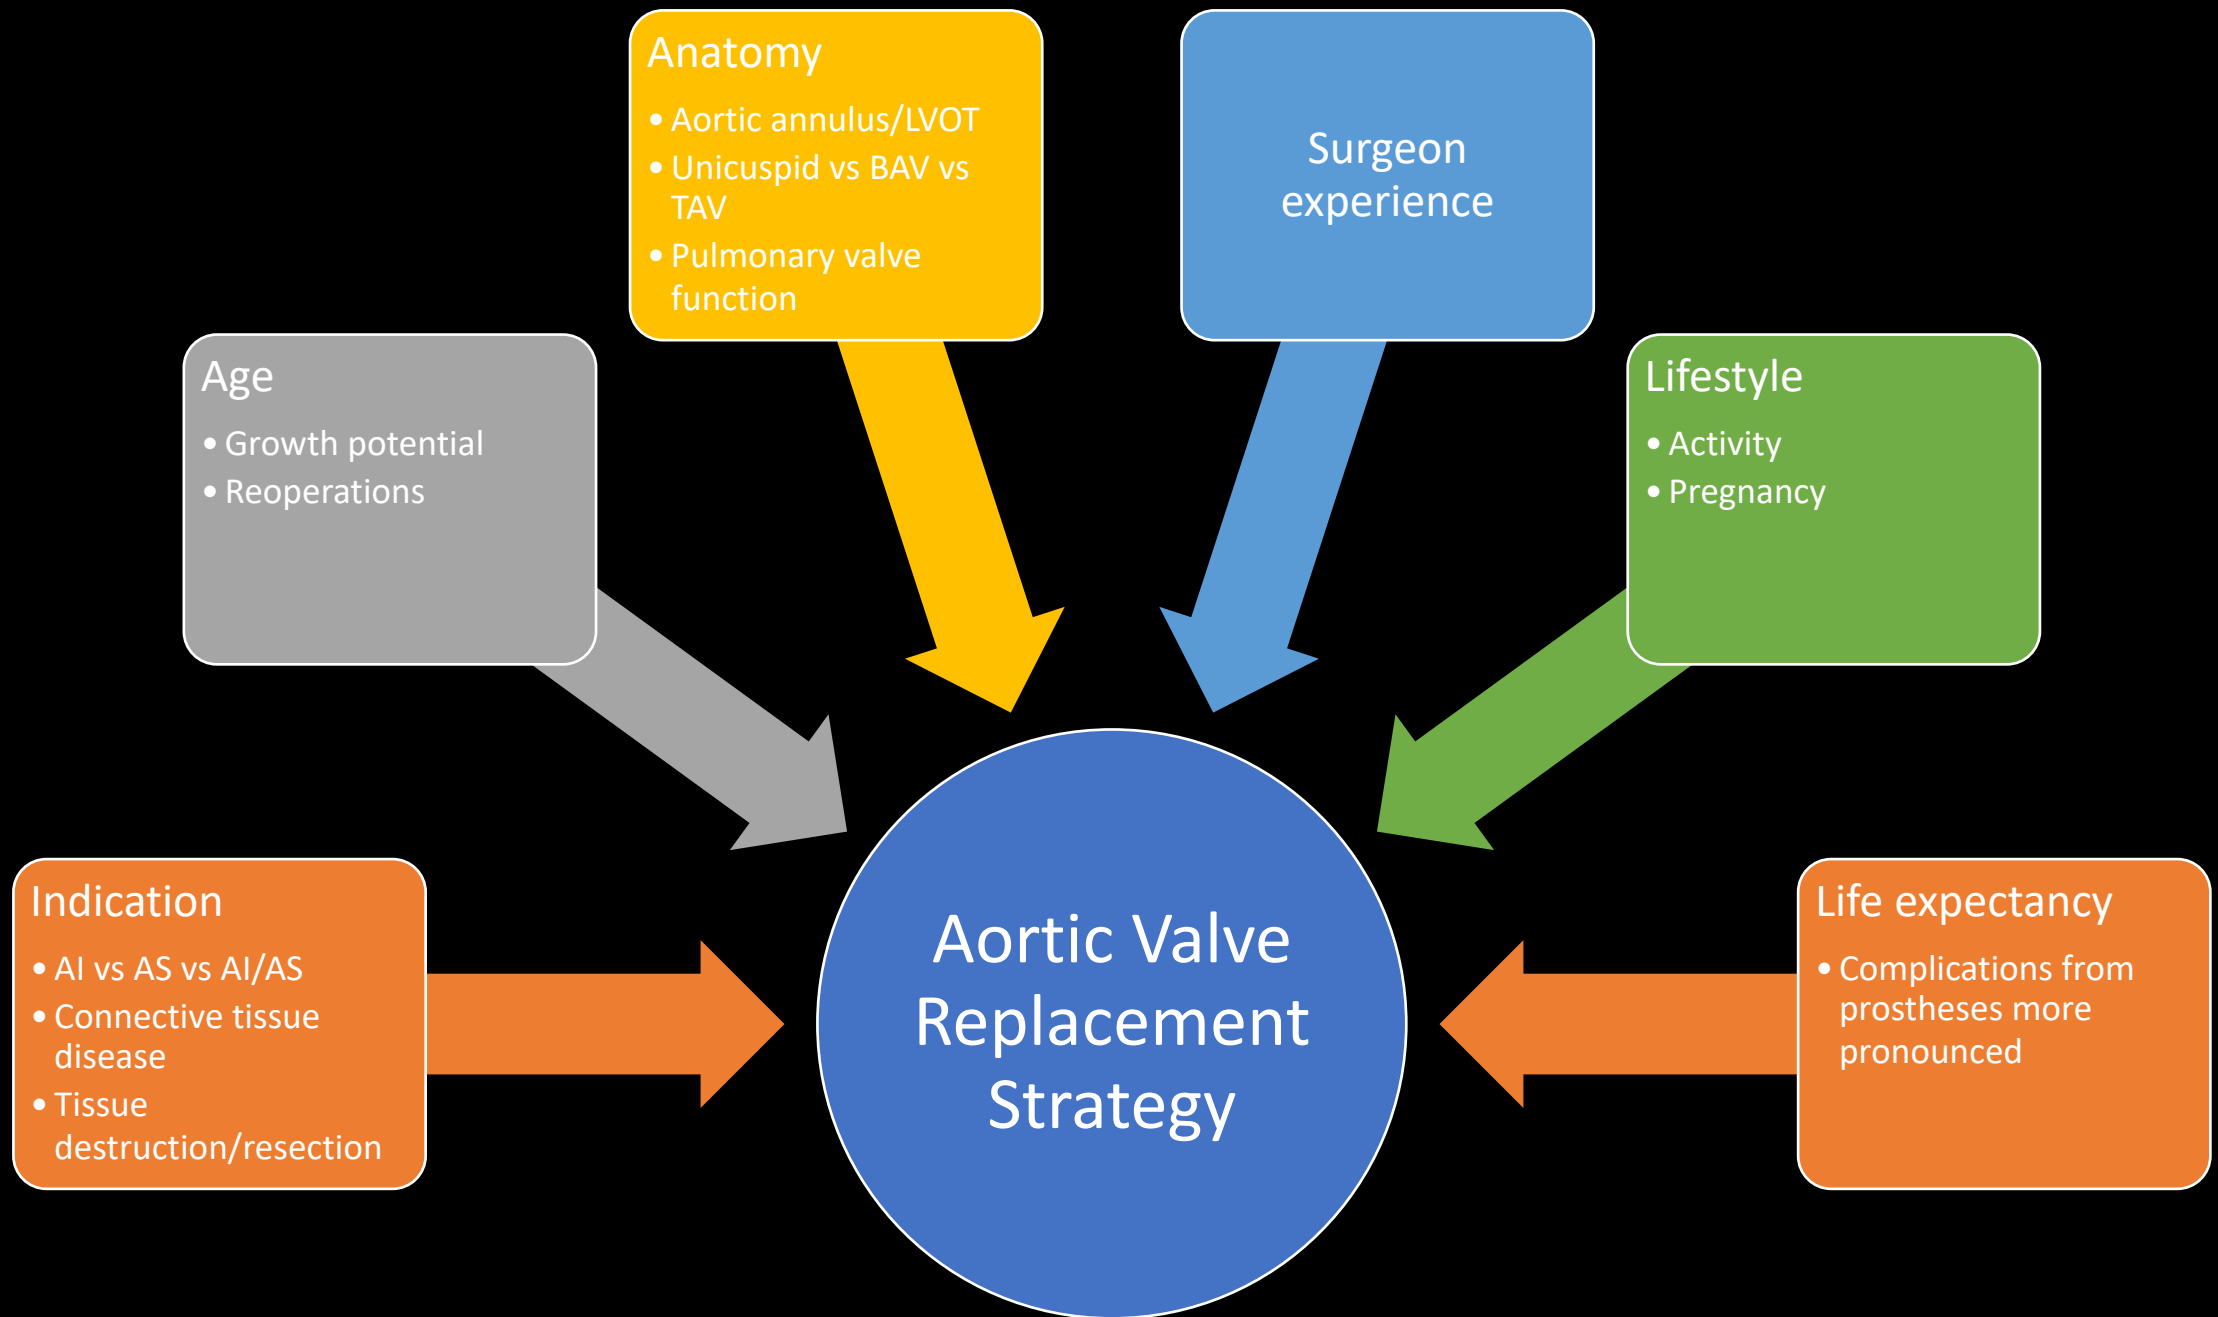 Anatomy
• Aortic annulus/LVOT
• Unicuspid vs BAV vs
TAV
• Pulmonary valve
function
Surgeon
experience
Age
• Growth potential
• Reoperations
Lifestyle
• Activity
• Pregnancy
Indication
• AI vs AS vs AI/AS
• Connective tissue
disease
• Tissue
destruction/resection
Aortic Valve
Replacement
Strategy
Life expectancy
• Complications from
prostheses more
pronounced